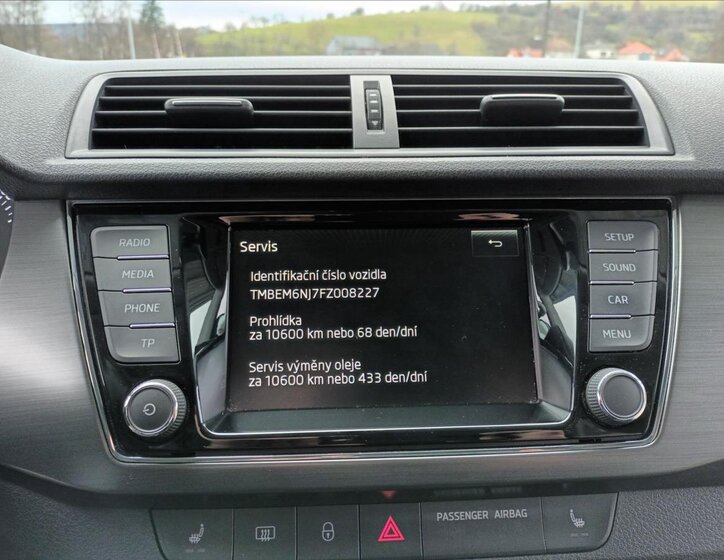 RADIO
MEDIA
PHONE
TP
Servis
Identifikační číslo vozidla
TMBEM6NJ7FZ008227
Prohlídka
za 10600 km nebo 68 den/dní
Servis výměny oleje
za 10600 km nebo 433 den/dní
SETUP
SOUND
CAR
MENU
PASSENGER AIRBAG